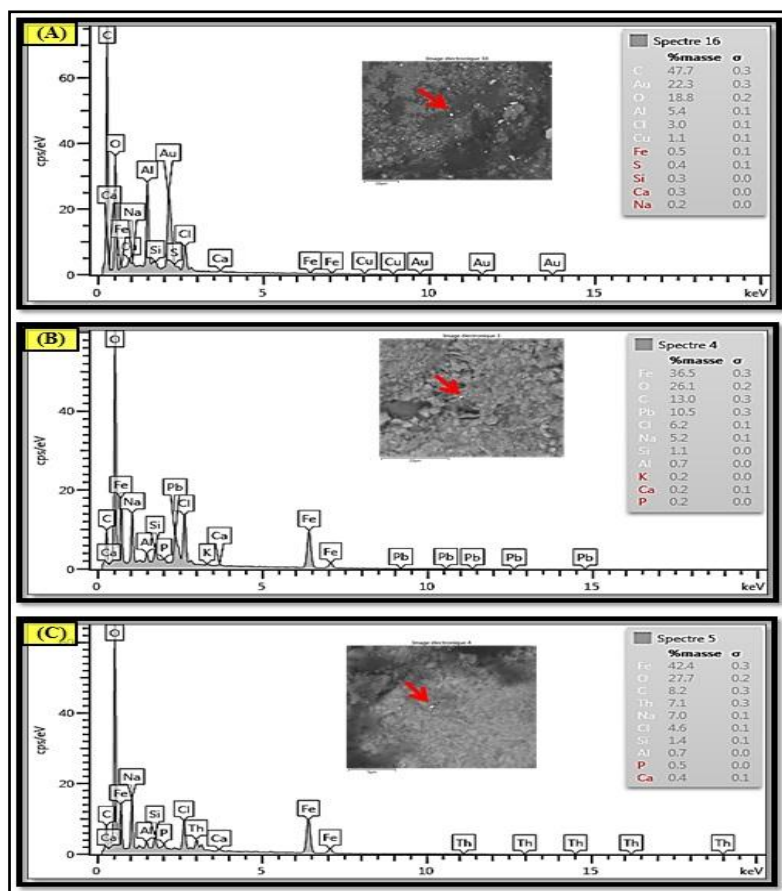 (A)
C
Spectre 16
%masse σ
C 47.7 0.3
Au 22.3 0.3
O 18.8 0.2
Al 5.4 0.1
Cl 3.0 0.1
Cu 1.1 0.1
Fe 0.5 0.1
S 0.4 0.1
Si 0.3 0.0
Ca 0.3 0.0
Na 0.2 0.0
Image électronique 10
60
40
20
0
cps/eV
O Al Au
Ca Na
Fe Cl
Cu Si S
Ca Fe Fe Cu Cu Au Au Au
0 5 10 15 keV
(B)
O
Spectre 4
%masse σ
Fe 36.5 0.3
O 26.1 0.2
C 13.0 0.3
Pb 10.5 0.3
Cl 6.2 0.1
Na 5.2 0.1
Si 1.1 0.0
Al 0.7 0.0
K 0.2 0.0
Ca 0.2 0.1
P 0.2 0.0
Image électronique 3
40
20
0
cps/eV
Fe Na Pb Cl
C Si Fe
Ca Al P K Ca Fe Pb Pb Pb Pb Pb
0 5 10 15 keV
(C)
O
Spectre 5
%masse σ
Fe 42.4 0.3
O 27.7 0.2
C 8.2 0.3
Th 7.1 0.3
Na 7.0 0.1
Cl 4.6 0.1
Si 1.4 0.1
Al 0.7 0.0
P 0.5 0.0
Ca 0.4 0.1
Image électronique 4
40
20
0
cps/eV
Fe Na
C Si Cl Fe
Ca Al P Th Ca Fe Th Th Th Th Th
0 5 10 15 keV